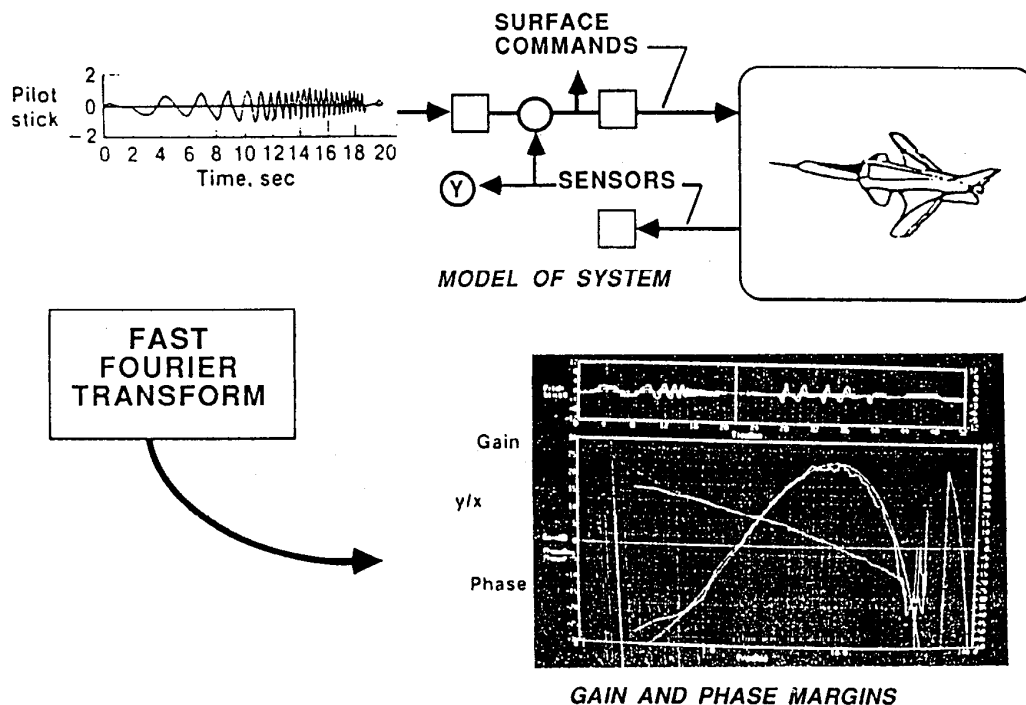 SURFACE
COMMANDS
Pilot
stick
2
1
0
−2
0 2 4 6 8 10 12 14 16 18 20
Time, sec
Y
SENSORS
MODEL OF SYSTEM
FAST
FOURIER
TRANSFORM
Gain
y/x
Phase
GAIN AND PHASE MARGINS